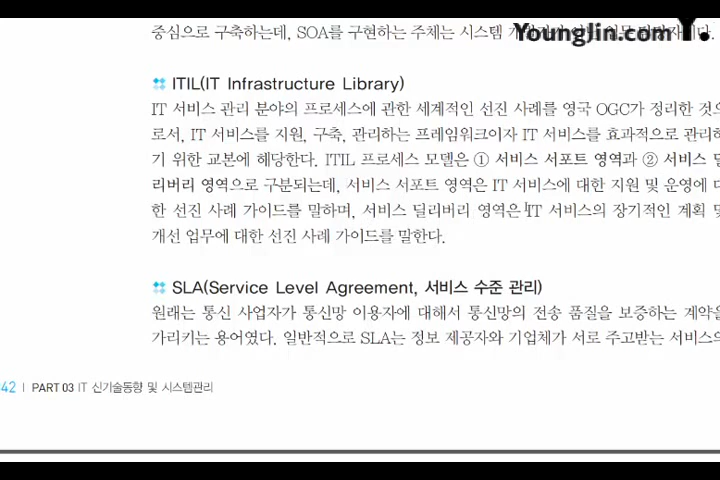 중심으로 구축하는데, SOA를 구현하는 주체는 시스템
YoungJin.com Y.
ITIL(IT Infrastructure Library)
IT 서비스 관리 분야의 프로세스에 관한 세계적인 선진 사례를 영국 OGC가 정리한 것으
로서, IT 서비스를 지원, 구축, 관리하는 프레임워크이자 IT 서비스를 효과적으로 관리하
기 위한 교본에 해당한다. ITIL 프로세스 모델은 ① 서비스 서포트 영역과 ② 서비스 딜
리버리 영역으로 구분되는데, 서비스 서포트 영역은 IT 서비스에 대한 지원 및 운영에 대
한 선진 사례 가이드를 말하며, 서비스 딜리버리 영역은 IT 서비스의 장기적인 계획 및
개선 업무에 대한 선진 사례 가이드를 말한다.
SLA(Service Level Agreement, 서비스 수준 관리)
원래는 통신 사업자가 통신망 이용자에 대해서 통신망의 전송 품질을 보증하는 계약을
가리키는 용어였다. 일반적으로 SLA는 정보 제공자와 기업체가 서로 주고받는 서비스의
42 | PART 03 IT 신기술동향 및 시스템관리